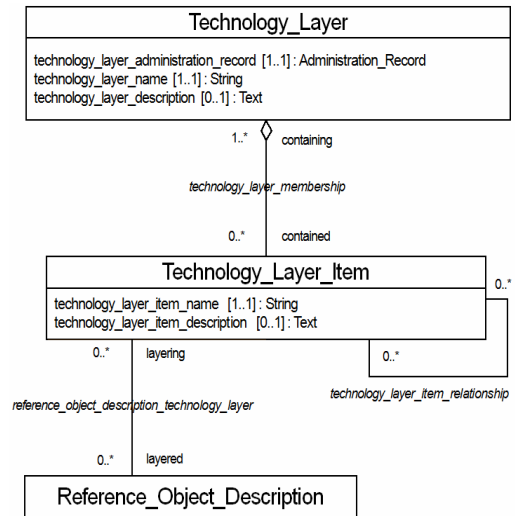 Technology_Layer
technology_layer_administration_record [1..1] : Administration_Record
technology_layer_name [1..1] : String
technology_layer_description [0..1] : Text
1..* containing
technology_layer_membership
0..* contained
Technology_Layer_Item
technology_layer_item_name [1..1] : String
technology_layer_item_description [0..1] : Text
0..*
0..* layering
0..*
technology_layer_item_relationship
reference_object_description_technology_layer
0..* layered
Reference_Object_Description